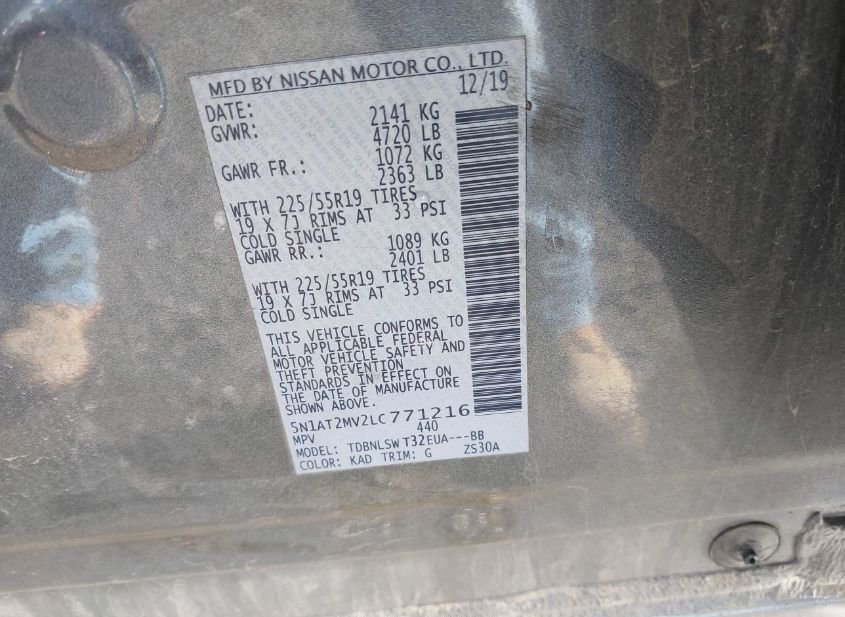 MFD BY NISSAN MOTOR CO., LTD.
DATE: 12/19
GVWR: 2141 KG
4720 LB
GAWR FR.: 1072 KG
2363 LB
WITH 225/55R19 TIRES
19 X 7J RIMS AT 33 PSI
COLD SINGLE
GAWR RR.: 1089 KG
2401 LB
WITH 225/55R19 TIRES
19 X 7J RIMS AT 33 PSI
COLD SINGLE
THIS VEHICLE CONFORMS TO
ALL APPLICABLE FEDERAL
MOTOR VEHICLE SAFETY AND
THEFT PREVENTION
STANDARDS IN EFFECT ON
THE DATE OF MANUFACTURE
SHOWN ABOVE.
5N1AT2MV2LC771216
MPV 440
MODEL: TDBNLSW T32EUA---BB
COLOR: KAD TRIM: G ZS30A